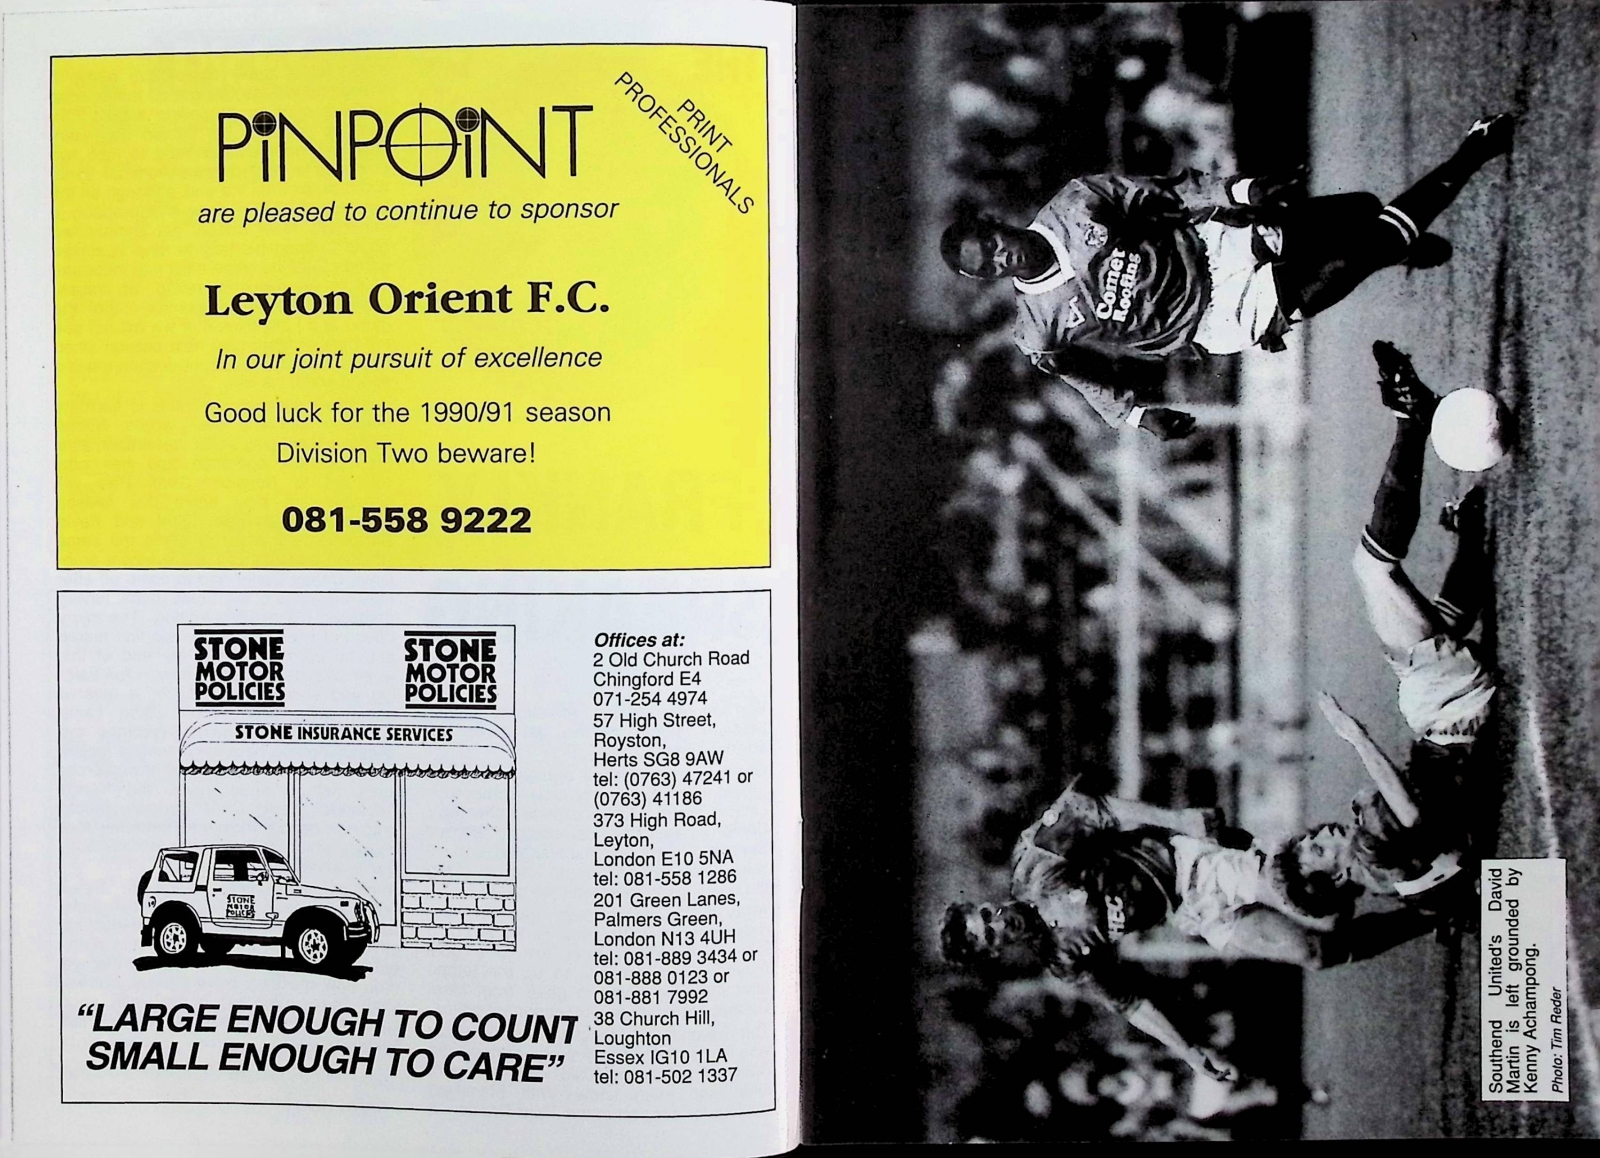 PiNPOiNT
PRINT
PROFESSIONALS
are pleased to continue to sponsor
Leyton Orient F.C.
In our joint pursuit of excellence
Good luck for the 1990/91 season
Division Two beware!
081-558 9222
STONE
MOTOR
POLICIES
STONE
MOTOR
POLICIES
STONE INSURANCE SERVICES
STONE
MOTOR
POLICIES
"LARGE ENOUGH TO COUNT
SMALL ENOUGH TO CARE"
Offices at:
2 Old Church Road
Chingford E4
071-254 4974
57 High Street,
Royston,
Herts SG8 9AW
tel: (0763) 47241 or
(0763) 41186
373 High Road,
Leyton,
London E10 5NA
tel: 081-558 1286
201 Green Lanes,
Palmers Green,
London N13 4UH
tel: 081-889 3434 or
081-888 0123 or
081-881 7992
38 Church Hill,
Loughton
Essex IG10 1LA
tel: 081-502 1337
Comet
Roofing
HEC
Southend United's David
Martin is left grounded by
Kenny Achampong.
Photo: Tim Reder